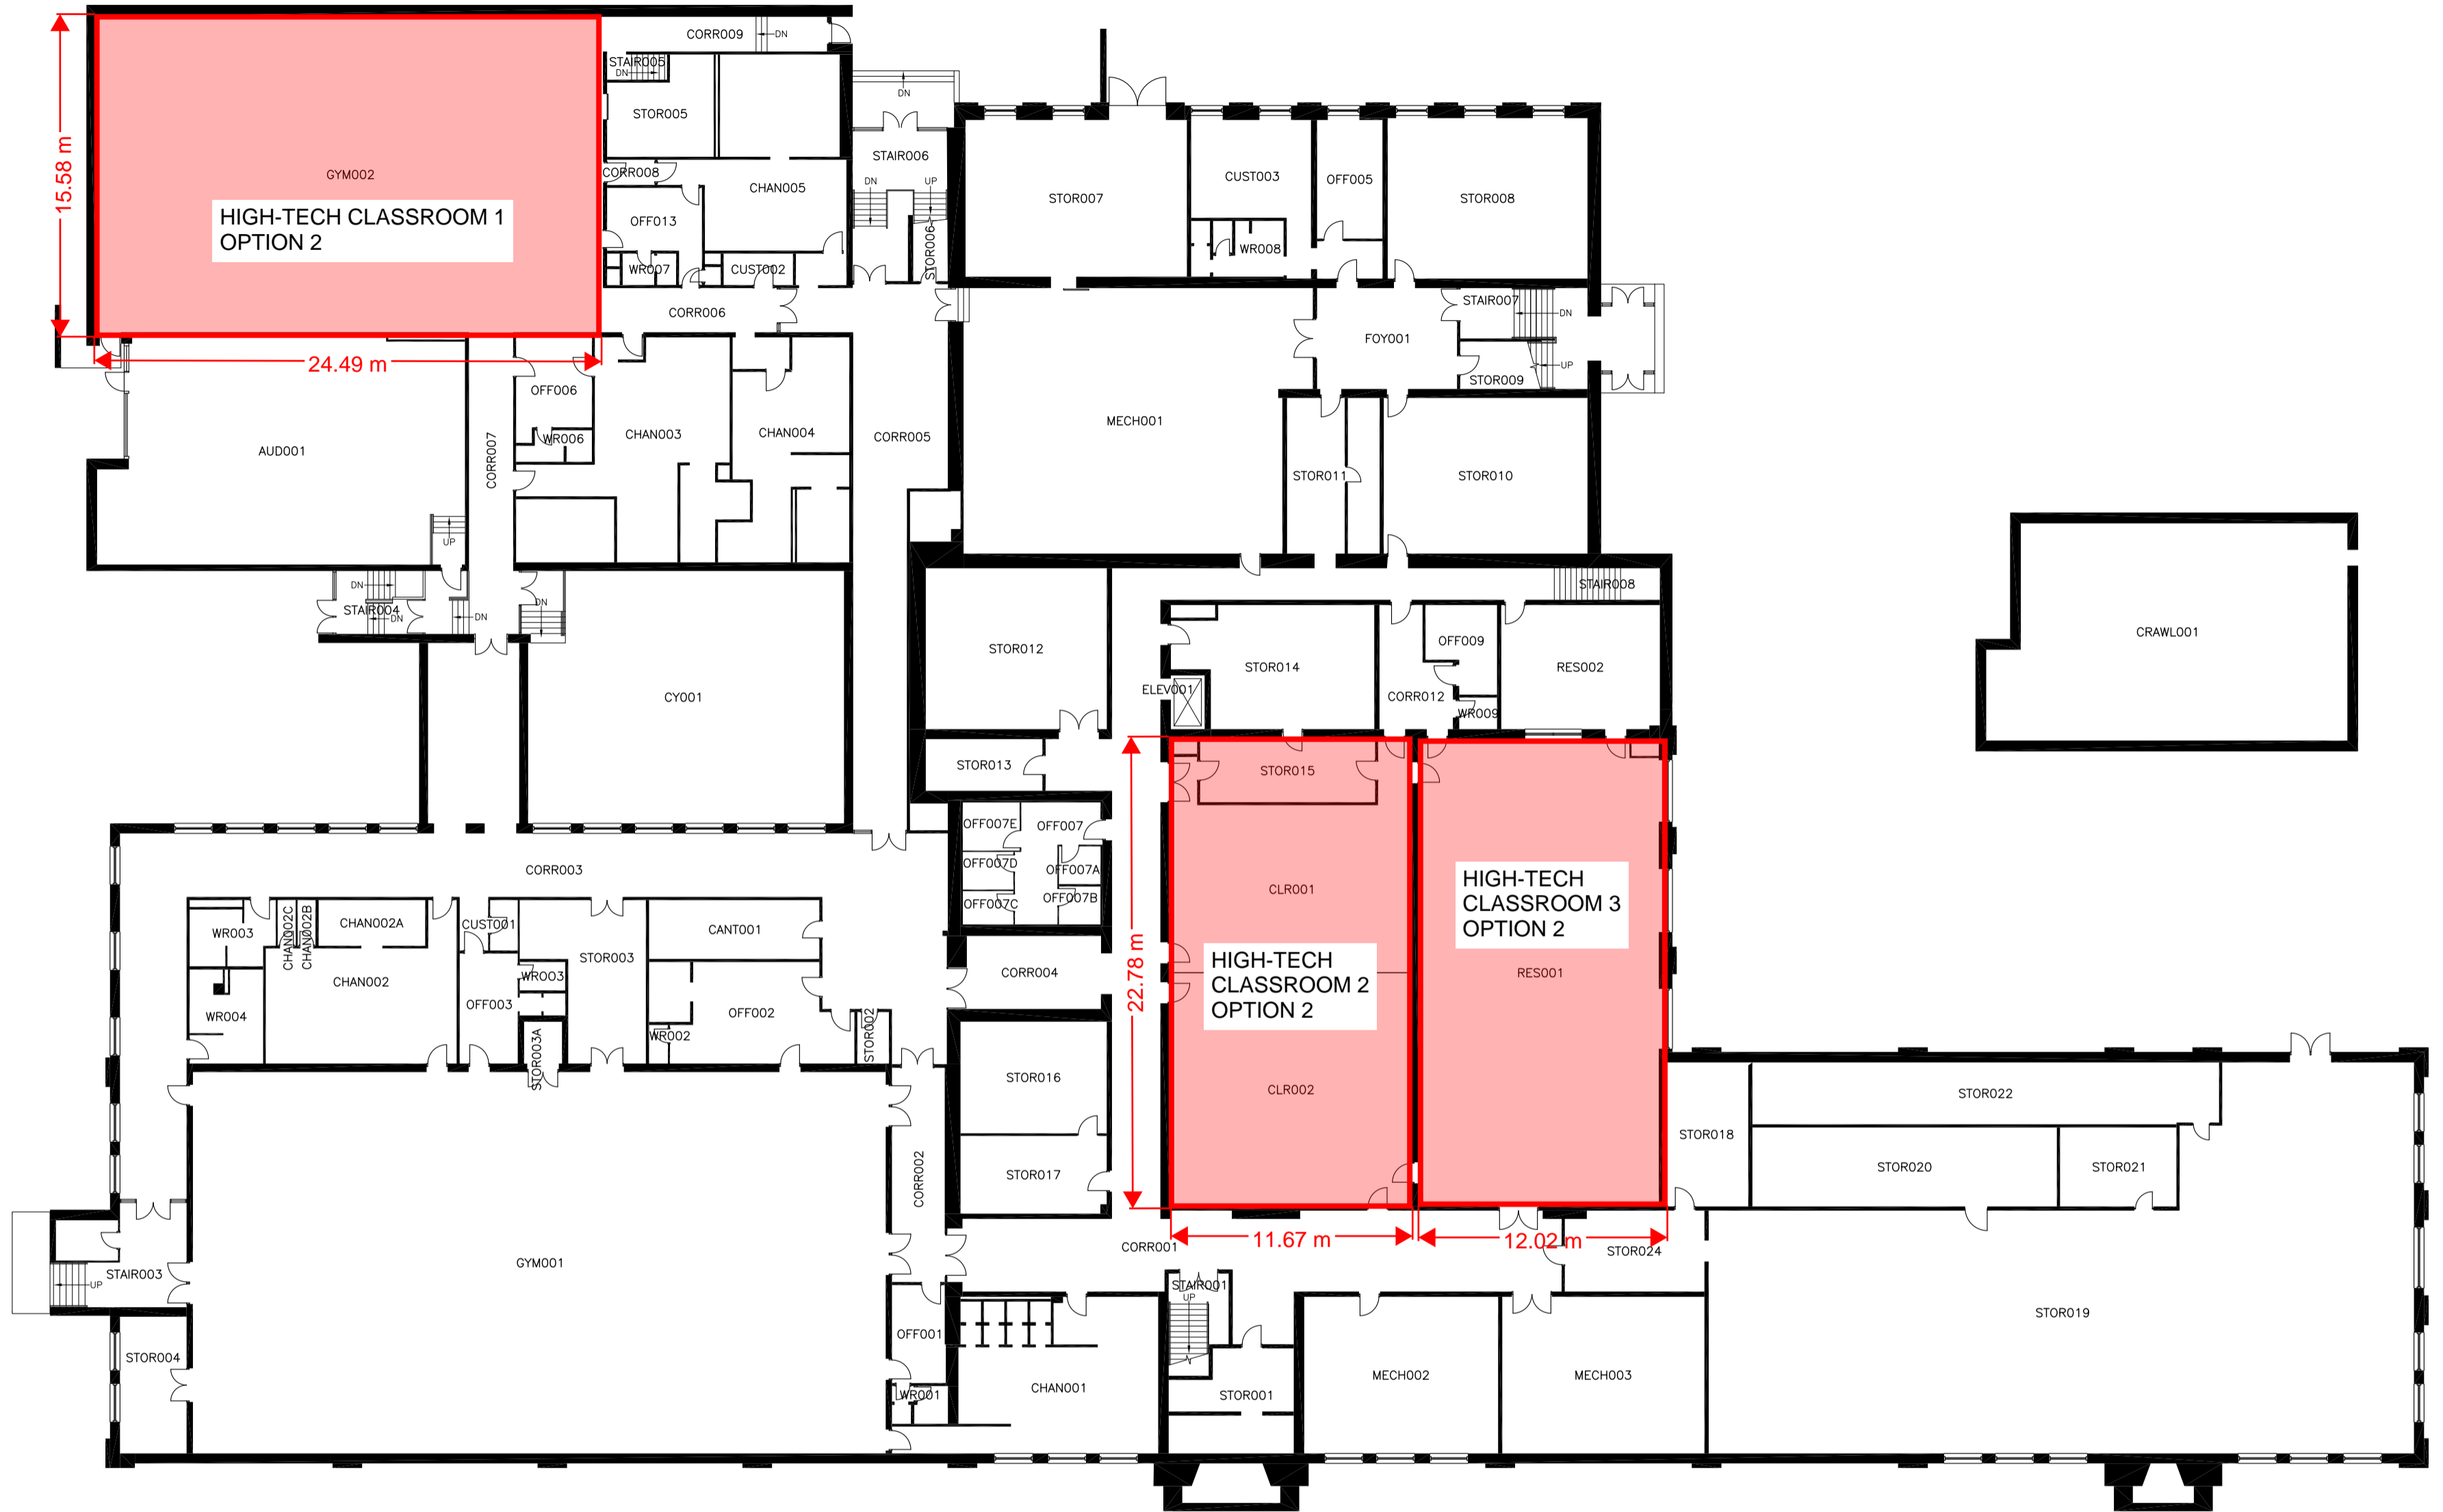 CORR009
DN
STAIR005
DN
STOR005
DN
15.58 m
GYM002
HIGH-TECH CLASSROOM 1
OPTION 2
CORR008
CHAN005
STAIR006
DN
UP
STOR007
CUST003
OFF005
STOR008
OFF013
WR007
CUST002
STOR006
WR008
CORR006
STAIR007
DN
FOY001
UP
STOR009
24.49 m
OFF006
WR006
CHAN003
CHAN004
CORR005
MECH001
AUD001
CORR007
STOR011
STOR010
UP
DN
STAIR004
DN
DN
DN
STAIR008
CRAWL001
STOR012
STOR014
OFF009
RES002
ELEV001
CORR012
WR009
CY001
STOR013
STOR015
OFF007E
OFF007
OFF007D
OFF007A
OFF007C
OFF007B
CLR001
HIGH-TECH
CLASSROOM 3
OPTION 2
CORR003
WR003
CHAN002C
CHAN002B
CHAN002A
CUST001
STOR003
CANT001
CORR004
22.78 m
HIGH-TECH
CLASSROOM 2
OPTION 2
RES001
CHAN002
WR003
WR004
OFF003
OFF002
WR002
STOR002
STOR003A
STOR016
CLR002
STOR022
STOR018
STOR020
STOR021
CORR002
STOR017
11.67 m
12.02 m
CORR001
STOR024
GYM001
STAIR003
UP
STAIR001
UP
STOR019
OFF001
STOR004
WR001
CHAN001
STOR001
MECH002
MECH003